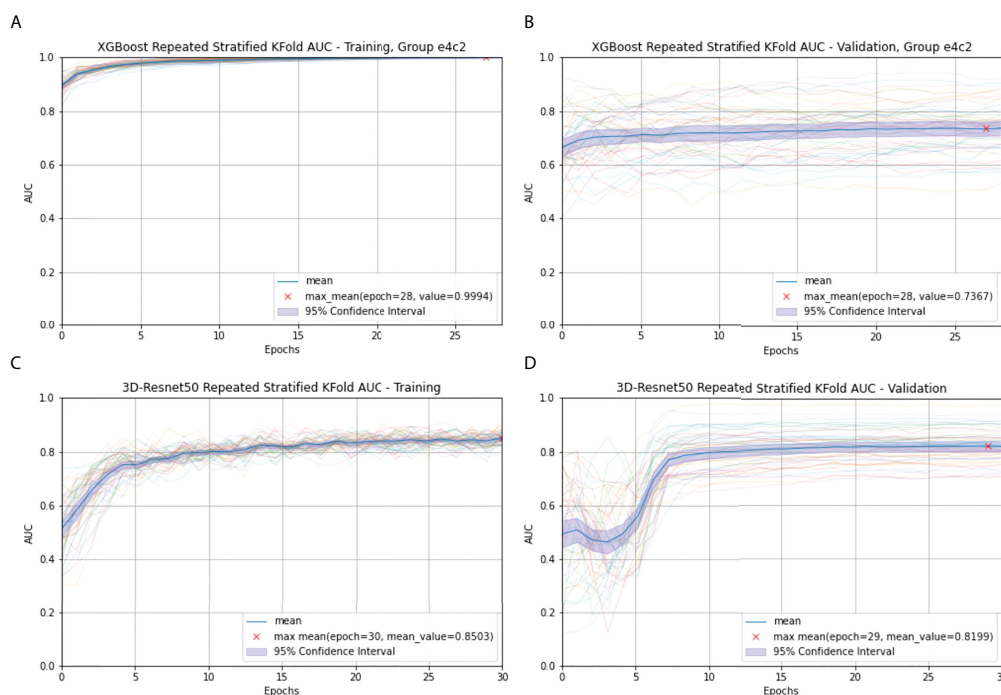 A
XGBoost Repeated Stratified KFold AUC - Training, Group e4c2
1.0
0.8
0.6
0.4
0.2
0.0
AUC
0 5 10 15 20 25
Epochs
mean
max_mean(epoch=28, value=0.9994)
95% Confidence Interval
B
XGBoost Repeated Stratified KFold AUC - Validation, Group e4c2
1.0
0.8
0.6
0.4
0.2
0.0
AUC
0 5 10 15 20 25
Epochs
mean
max_mean(epoch=28, value=0.7367)
95% Confidence Interval
C
3D-Resnet50 Repeated Stratified KFold AUC - Training
1.0
0.8
0.6
0.4
0.2
0.0
AUC
0 5 10 15 20 25 30
Epochs
mean
max mean(epoch=30, mean_value=0.8503)
95% Confidence Interval
D
3D-Resnet50 Repeated Stratified KFold AUC - Validation
1.0
0.8
0.6
0.4
0.2
0.0
AUC
0 5 10 15 20 25 30
Epochs
mean
max mean(epoch=29, mean_value=0.8199)
95% Confidence Interval